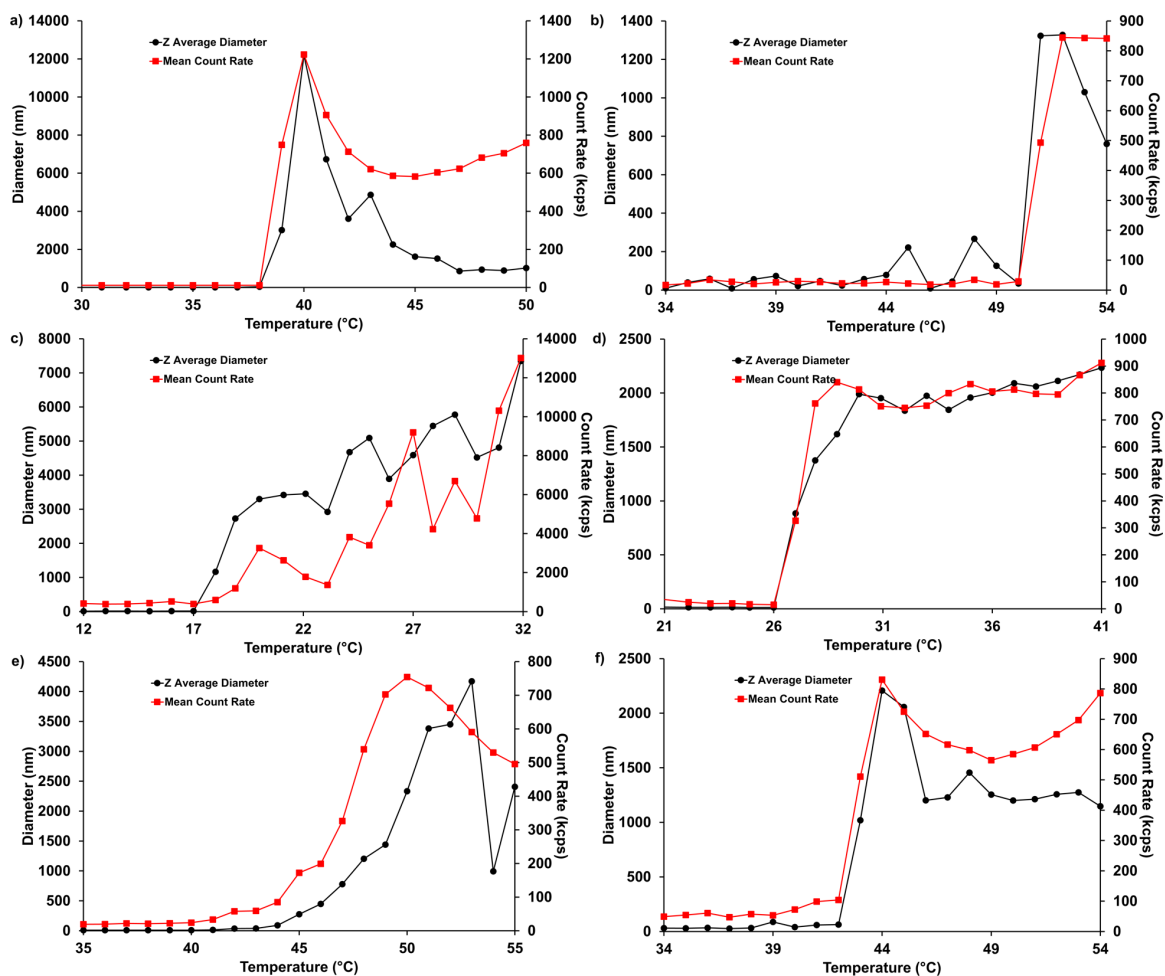 a)
14000
12000
10000
8000
6000
4000
2000
0
Diameter (nm)
Z Average Diameter
Mean Count Rate
1400
1200
1000
800
600
400
200
0
Count Rate (kcps)
30 35 40 45 50
Temperature (°C)
b)
1400
1200
1000
800
600
400
200
0
Diameter (nm)
Z Average Diameter
Mean Count Rate
900
800
700
600
500
400
300
200
100
0
Count Rate (kcps)
34 39 44 49 54
Temperature (°C)
c)
8000
7000
6000
5000
4000
3000
2000
1000
0
Diameter (nm)
Z Average Diameter
Mean Count Rate
14000
12000
10000
8000
6000
4000
2000
0
Count Rate (kcps)
12 17 22 27 32
Temperature (°C)
d)
2500
2000
1500
1000
500
0
Diameter (nm)
Z Average Diameter
Mean Count Rate
1000
900
800
700
600
500
400
300
200
100
0
Count Rate (kcps)
21 26 31 36 41
Temperature (°C)
e)
4500
4000
3500
3000
2500
2000
1500
1000
500
0
Diameter (nm)
Z Average Diameter
Mean Count Rate
800
700
600
500
400
300
200
100
0
Count Rate (kcps)
35 40 45 50 55
Temperature (°C)
f)
2500
2000
1500
1000
500
0
Diameter (nm)
Z Average Diameter
Mean Count Rate
900
800
700
600
500
400
300
200
100
0
Count Rate (kcps)
34 39 44 49 54
Temperature (°C)